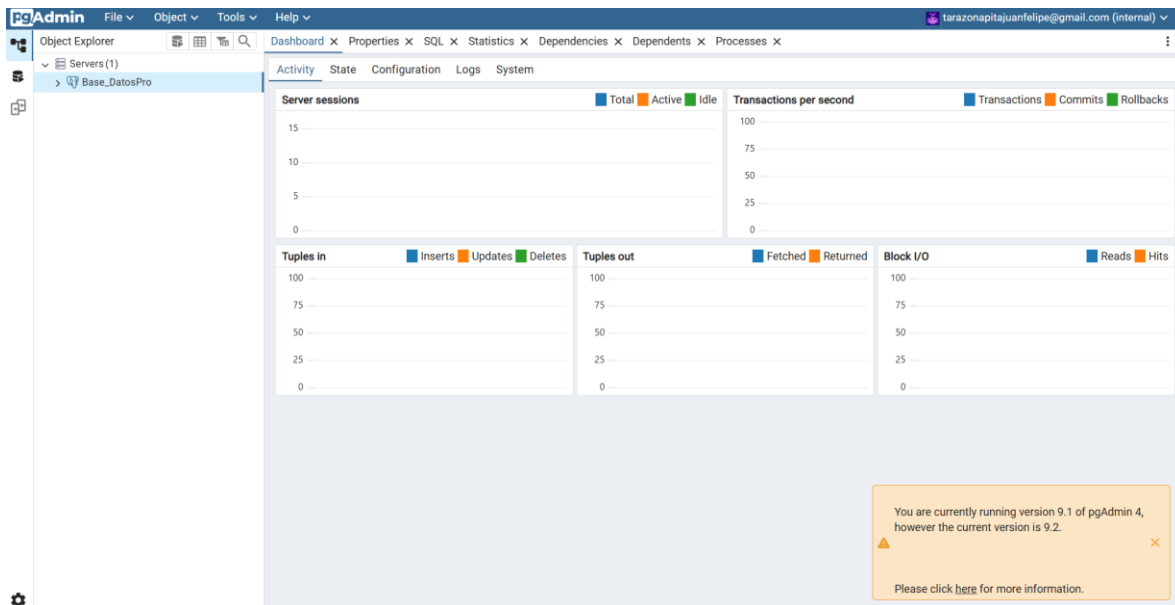 pgAdmin File Object Tools Help tarazonapitajuanfelipe@gmail.com (internal)
Object Explorer
Dashboard Properties SQL Statistics Dependencies Dependents Processes
Servers (1)
Base_DatosPro
Activity State Configuration Logs System
Server sessions Total Active Idle
15
10
5
0
Transactions per second Transactions Commits Rollbacks
100
75
50
25
0
Tuples in Inserts Updates Deletes
100
75
50
25
0
Tuples out Fetched Returned
100
75
50
25
0
Block I/O Reads Hits
100
75
50
25
0
You are currently running version 9.1 of pgAdmin 4,
however the current version is 9.2.
Please click here for more information.